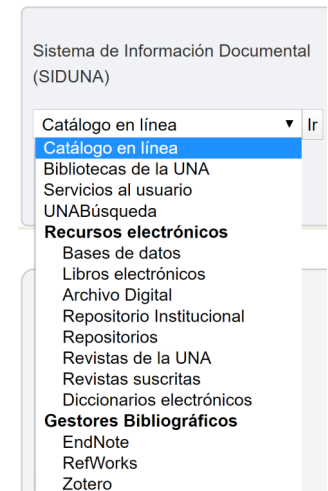 Sistema de Información Documental
(SIDUNA)
Catálogo en línea ▼ Ir
Catálogo en línea
Bibliotecas de la UNA
Servicios al usuario
UNABúsqueda
Recursos electrónicos
Bases de datos
Libros electrónicos
Archivo Digital
Repositorio Institucional
Repositorios
Revistas de la UNA
Revistas suscritas
Diccionarios electrónicos
Gestores Bibliográficos
EndNote
RefWorks
Zotero